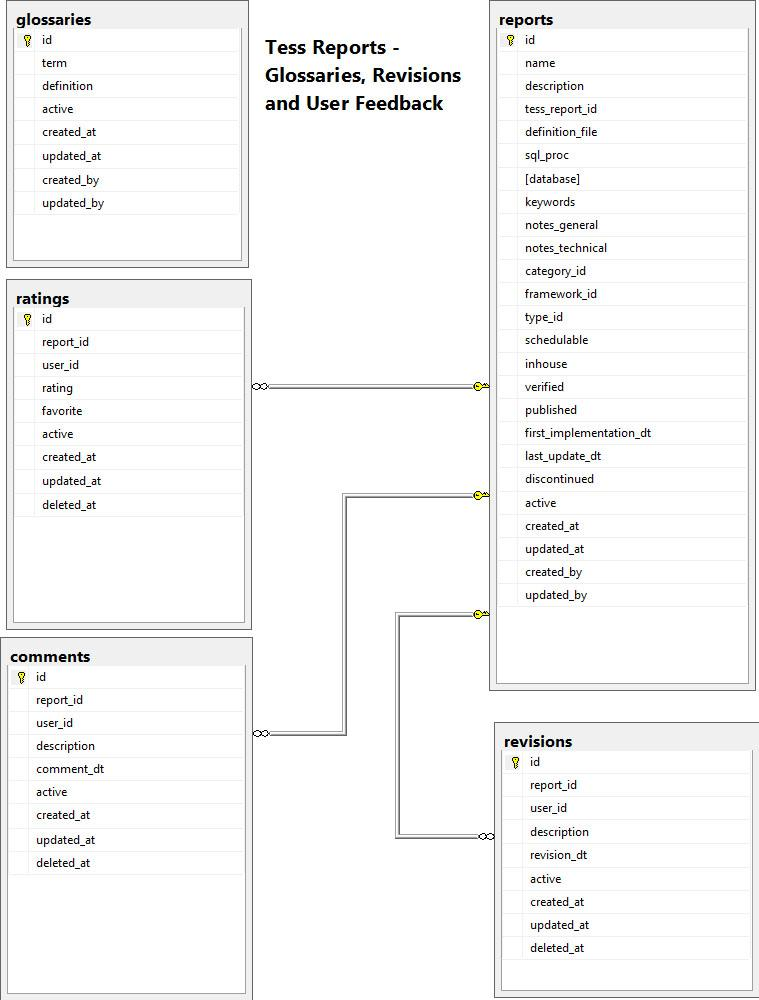 glossaries
id
term
definition
active
created_at
updated_at
created_by
updated_by
Tess Reports -
Glossaries, Revisions
and User Feedback
reports
id
name
description
tess_report_id
definition_file
sql_proc
[database]
keywords
notes_general
notes_technical
category_id
framework_id
type_id
schedulable
inhouse
verified
published
first_implementation_dt
last_update_dt
discontinued
active
created_at
updated_at
created_by
updated_by
ratings
id
report_id
user_id
rating
favorite
active
created_at
updated_at
deleted_at
comments
id
report_id
user_id
description
comment_dt
active
created_at
updated_at
deleted_at
revisions
id
report_id
user_id
description
revision_dt
active
created_at
updated_at
deleted_at